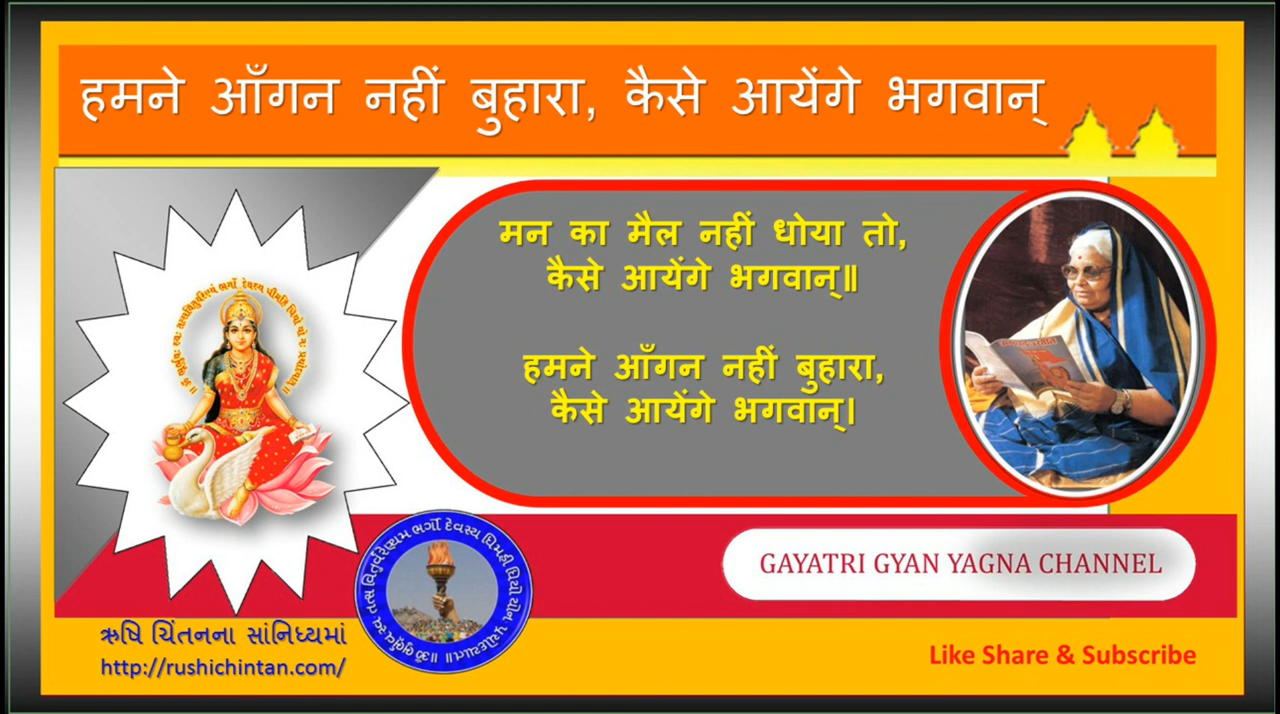 हमने आँगन नहीं बुहारा, कैसे आयेंगे भगवान्
मन का मैल नहीं धोया तो,
कैसे आयेंगे भगवान्॥
हमने आँगन नहीं बुहारा,
कैसे आयेंगे भगवान्।
GAYATRI GYAN YAGNA CHANNEL
ઋષિ ચિંતનના સાંનિધ્યમાં
http://rushichintan.com/
Like Share & Subscribe